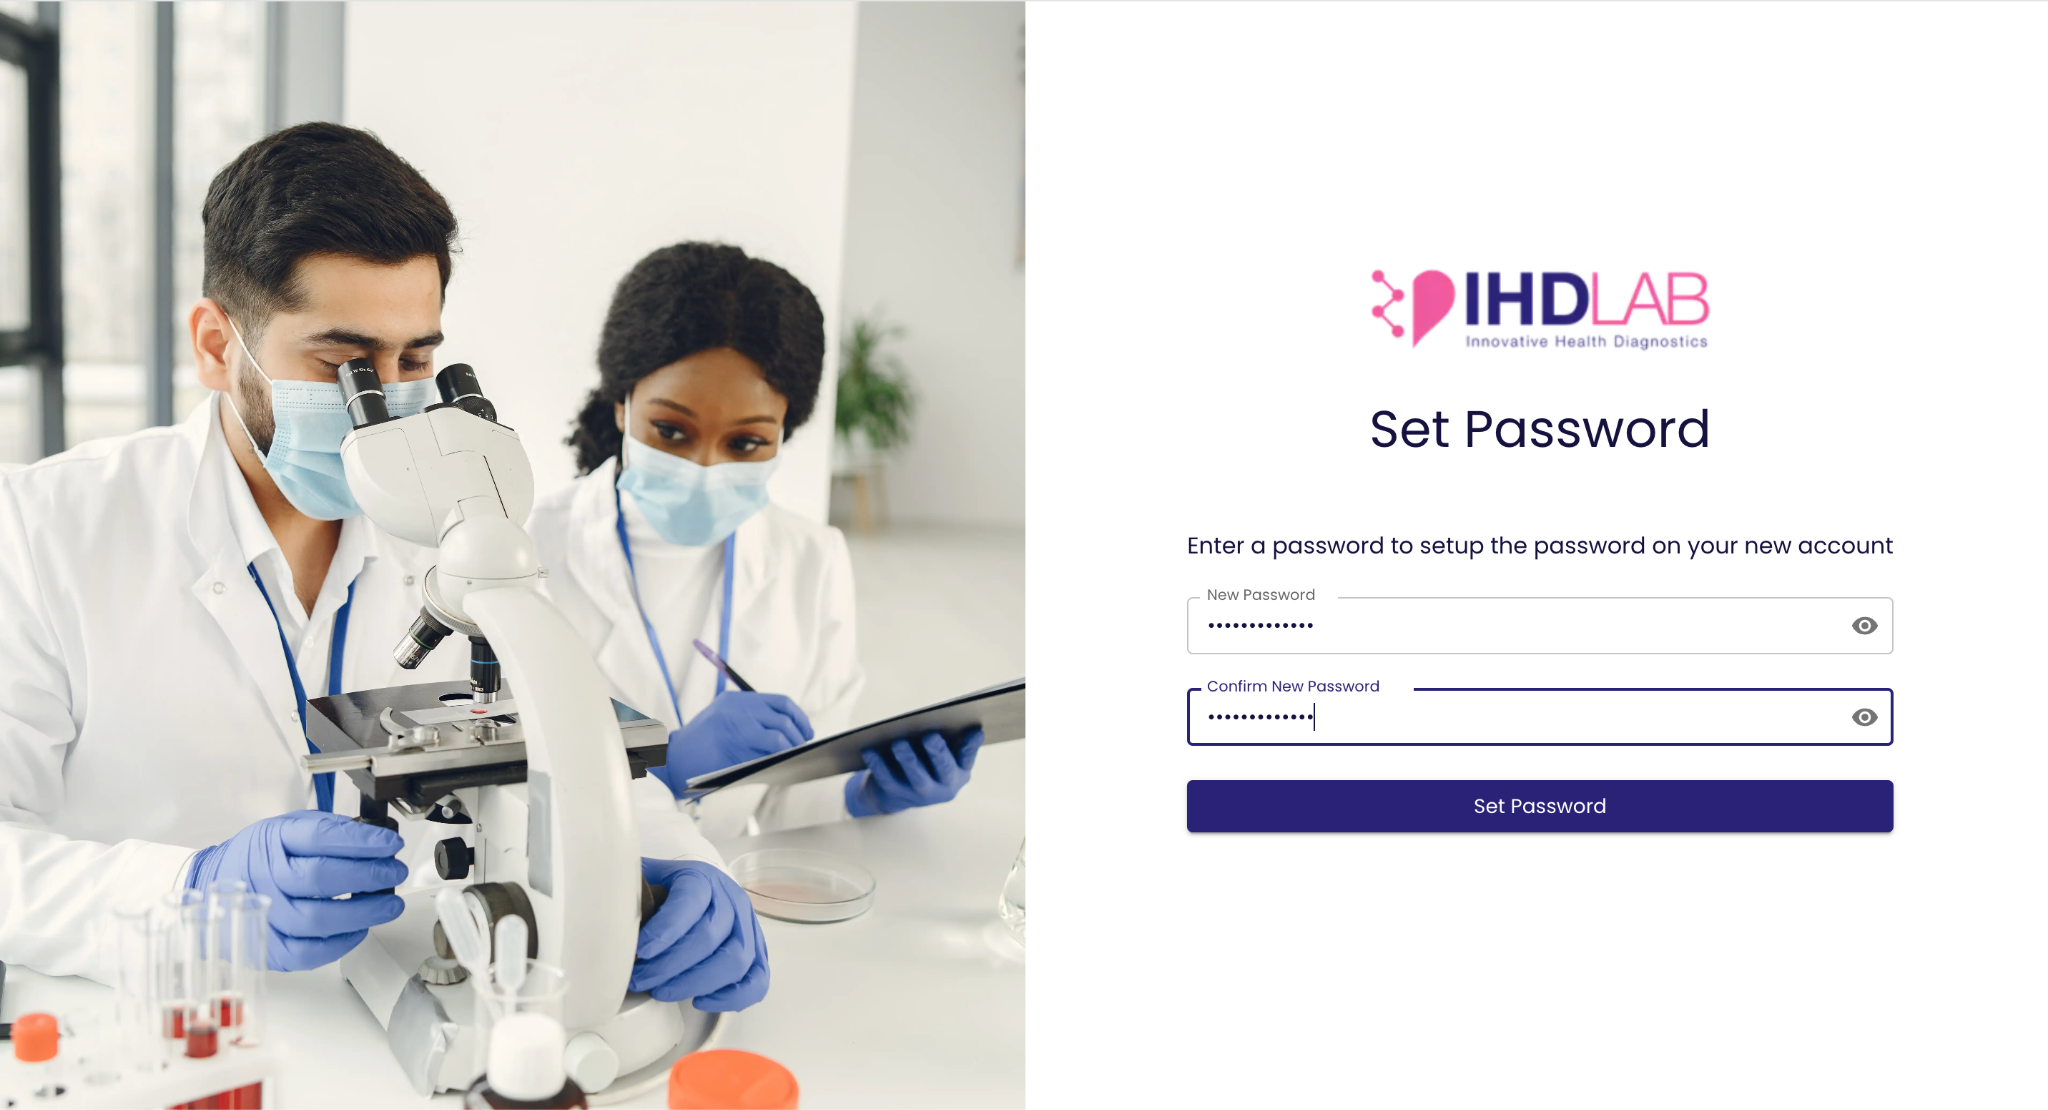 IHDLAB
Innovative Health Diagnostics
Set Password
Enter a password to setup the password on your new account
New Password
•••••••••••••
Confirm New Password
•••••••••••••
Set Password